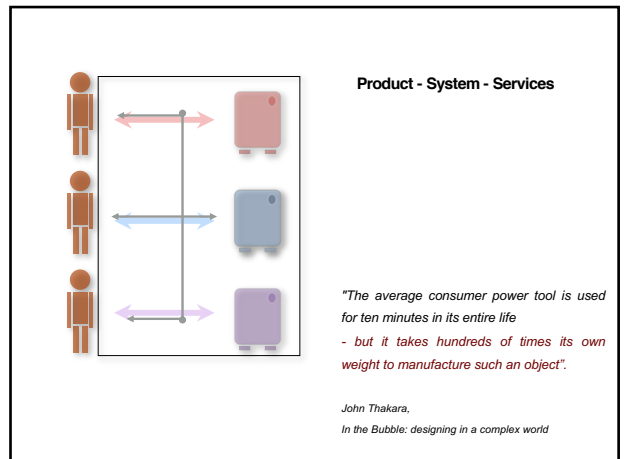 Product - System - Services
"The average consumer power tool is used
for ten minutes in its entire life
- but it takes hundreds of times its own
weight to manufacture such an object”.
John Thakara,
In the Bubble: designing in a complex world